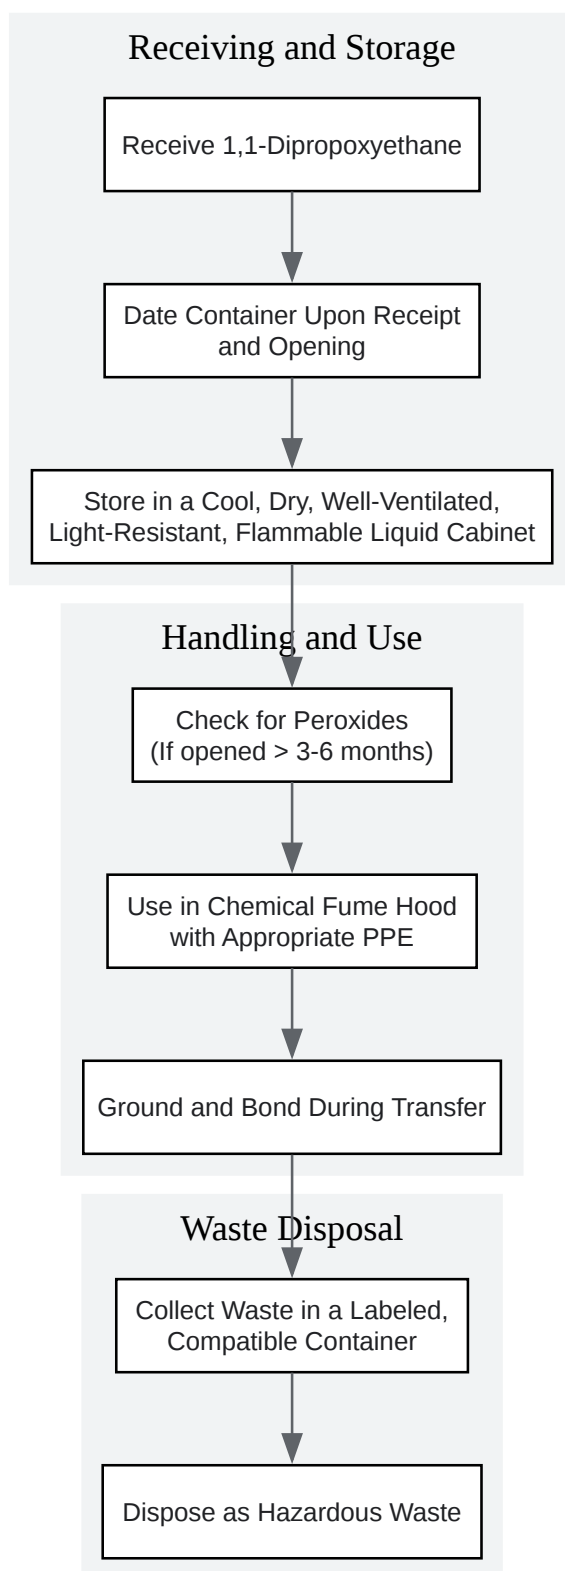 Receiving and Storage
Receive 1,1-Dipropoxyethane
Date Container Upon Receipt
and Opening
Store in a Cool, Dry, Well-Ventilated,
Light-Resistant, Flammable Liquid Cabinet
Handling and Use
Check for Peroxides
(If opened > 3-6 months)
Use in Chemical Fume Hood
with Appropriate PPE
Ground and Bond During Transfer
Waste Disposal
Collect Waste in a Labeled,
Compatible Container
Dispose as Hazardous Waste